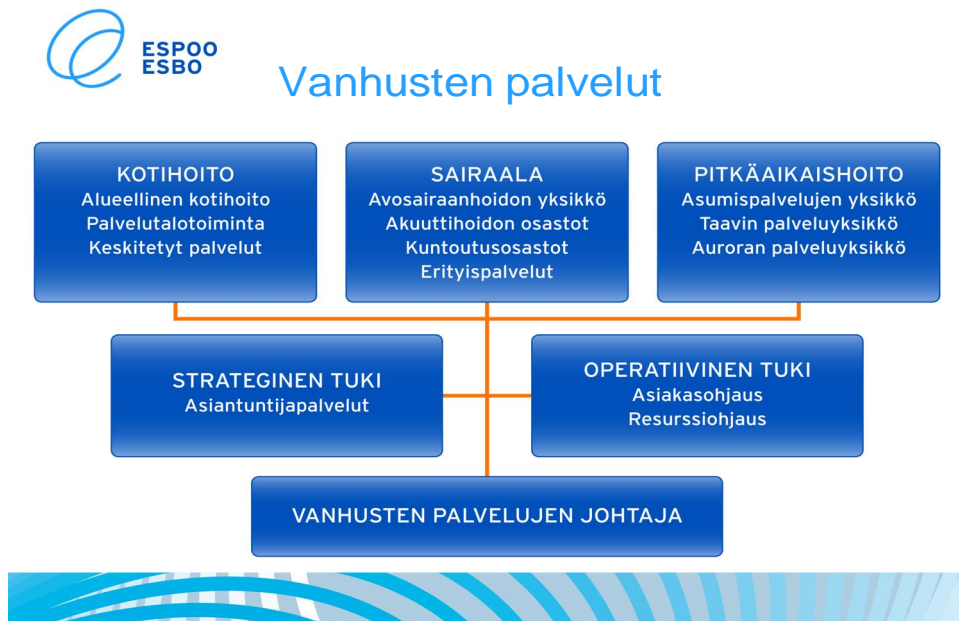 ESPOO
ESBO
Vanhusten palvelut
KOTIHOITO
Alueellinen kotihoito
Palvelutalotoiminta
Keskitetyt palvelut
SAIRAALA
Avosairaanhoidon yksikkö
Akuuttihoidon osastot
Kuntoutusosastot
Erityispalvelut
PITKÄAIKAISHOITO
Asumispalvelujen yksikkö
Taavin palveluyksikkö
Auroran palveluyksikkö
STRATEGINEN TUKI
Asiantuntijapalvelut
OPERATIIVINEN TUKI
Asiakasohjaus
Resurssiohjaus
VANHUSTEN PALVELUJEN JOHTAJA